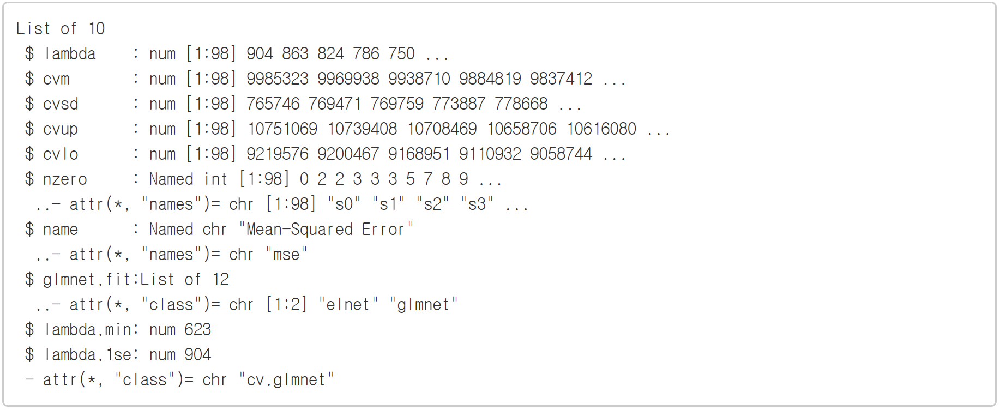 List of 10
 $ lambda    : num [1:98] 904 863 824 786 750 ...
 $ cvm       : num [1:98] 9985323 9969938 9938710 9884819 9837412 ...
 $ cvsd      : num [1:98] 765746 769471 769759 773887 778668 ...
 $ cvup      : num [1:98] 10751069 10739408 10708469 10658706 10616080 ...
 $ cvlo      : num [1:98] 9219576 9200467 9168951 9110932 9058744 ...
 $ nzero     : Named int [1:98] 0 2 2 3 3 3 5 7 8 9 ...
  ..- attr(*, "names")= chr [1:98] "s0" "s1" "s2" "s3" ...
 $ name      : Named chr "Mean-Squared Error"
  ..- attr(*, "names")= chr "mse"
 $ glmnet.fit:List of 12
  ..- attr(*, "class")= chr [1:2] "elnet" "glmnet"
 $ lambda.min: num 623
 $ lambda.1se: num 904
 - attr(*, "class")= chr "cv.glmnet"